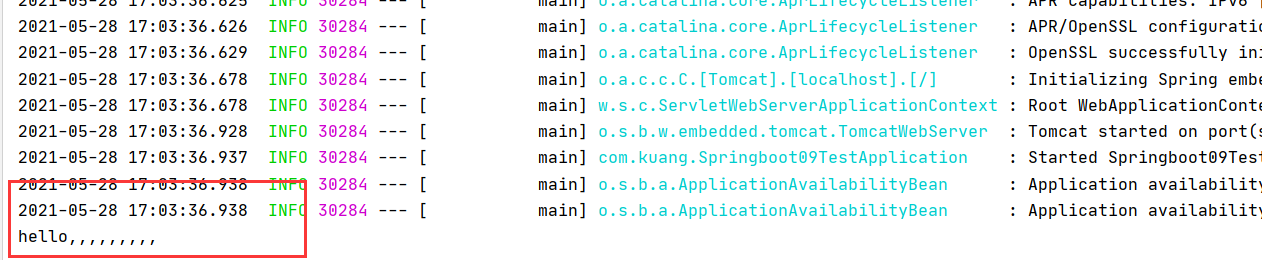 2021-05-28 17:03:36.625 INFO 30284 --- [ main] o.a.catalina.core.AprLifecycleListener : APR capabilities: IPv6
2021-05-28 17:03:36.626 INFO 30284 --- [ main] o.a.catalina.core.AprLifecycleListener : APR/OpenSSL configuratio
2021-05-28 17:03:36.629 INFO 30284 --- [ main] o.a.catalina.core.AprLifecycleListener : OpenSSL successfully ini
2021-05-28 17:03:36.678 INFO 30284 --- [ main] o.a.c.c.C.[Tomcat].[localhost].[/] : Initializing Spring embe
2021-05-28 17:03:36.678 INFO 30284 --- [ main] w.s.c.ServletWebServerApplicationContext : Root WebApplicationConte
2021-05-28 17:03:36.928 INFO 30284 --- [ main] o.s.b.w.embedded.tomcat.TomcatWebServer : Tomcat started on port(s
2021-05-28 17:03:36.937 INFO 30284 --- [ main] com.kuang.Springboot09TestApplication : Started Springboot09Test
2021-05-28 17:03:36.938 INFO 30284 --- [ main] o.s.b.a.ApplicationAvailabilityBean : Application availability
2021-05-28 17:03:36.938 INFO 30284 --- [ main] o.s.b.a.ApplicationAvailabilityBean : Application availability
hello,,,,,,,,,